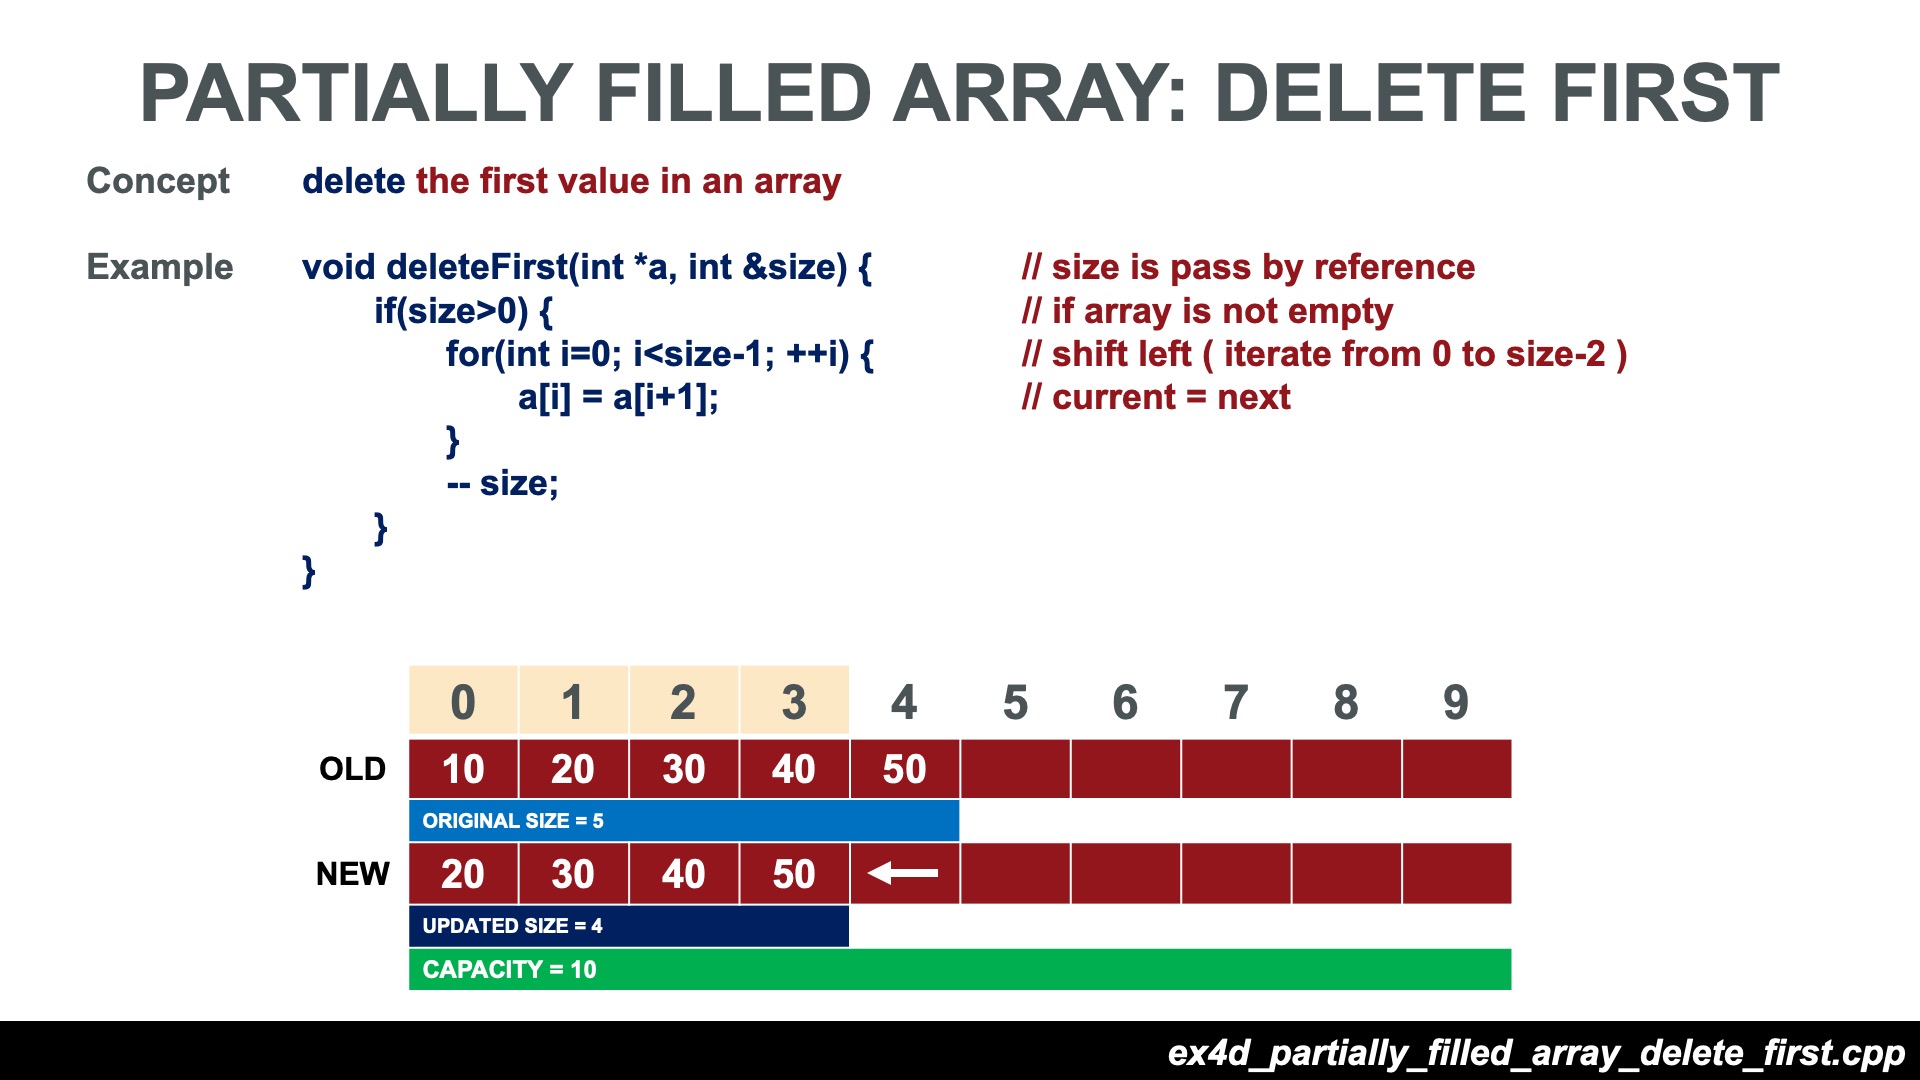 PARTIALLY FILLED ARRAY: DELETE FIRST
Concept delete the first value in an array
Example void deleteFirst(int *a, int &size) { // size is pass by reference
if(size>0) { // if array is not empty
for(int i=0; i<size-1; ++i) { // shift left ( iterate from 0 to size-2 )
a[i] = a[i+1]; // current = next
}
-- size;
}
}
0 1 2 3 4 5 6 7 8 9
OLD 10 20 30 40 50
ORIGINAL SIZE = 5
NEW 20 30 40 50
UPDATED SIZE = 4
CAPACITY = 10
ex4d_partially_filled_array_delete_first.cpp